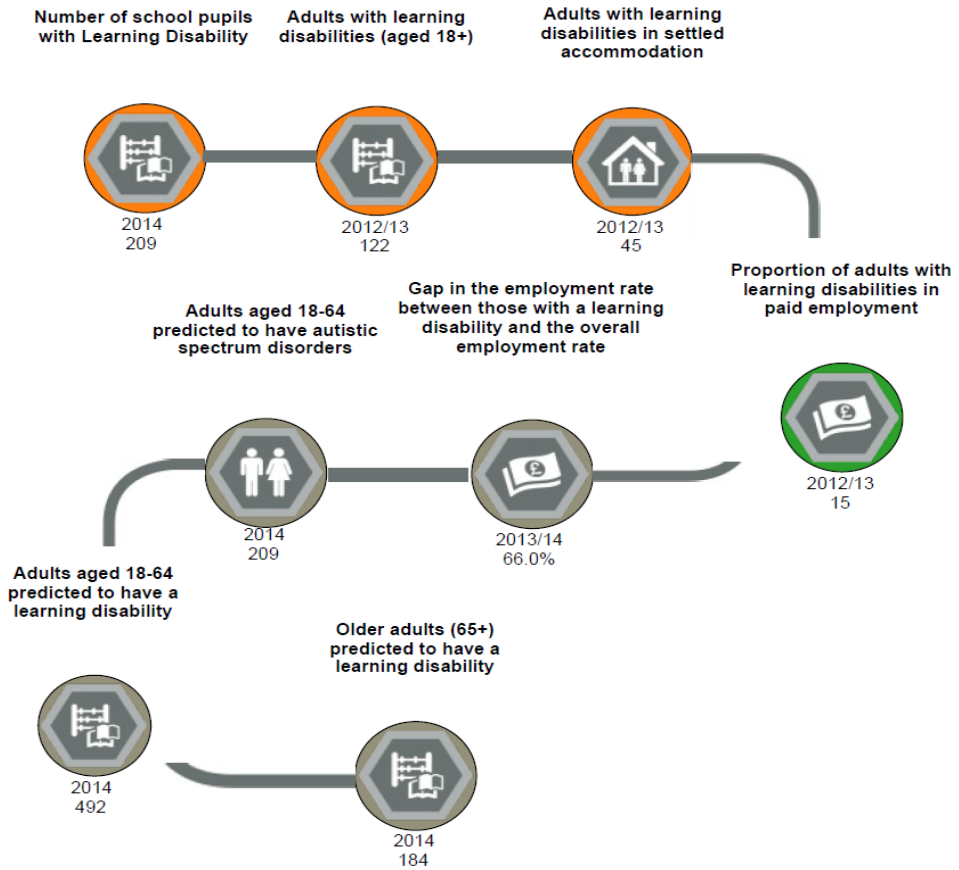 Number of school pupils
with Learning Disability
2014
209
Adults with learning
disabilities (aged 18+)
2012/13
122
Adults with learning
disabilities in settled
accommodation
2012/13
45
Proportion of adults with
learning disabilities in
paid employment
£
2012/13
15
Gap in the employment rate
between those with a learning
disability and the overall
employment rate
£
2013/14
66.0%
Adults aged 18-64
predicted to have autistic
spectrum disorders
2014
209
Adults aged 18-64
predicted to have a
learning disability
2014
492
Older adults (65+)
predicted to have a
learning disability
2014
184